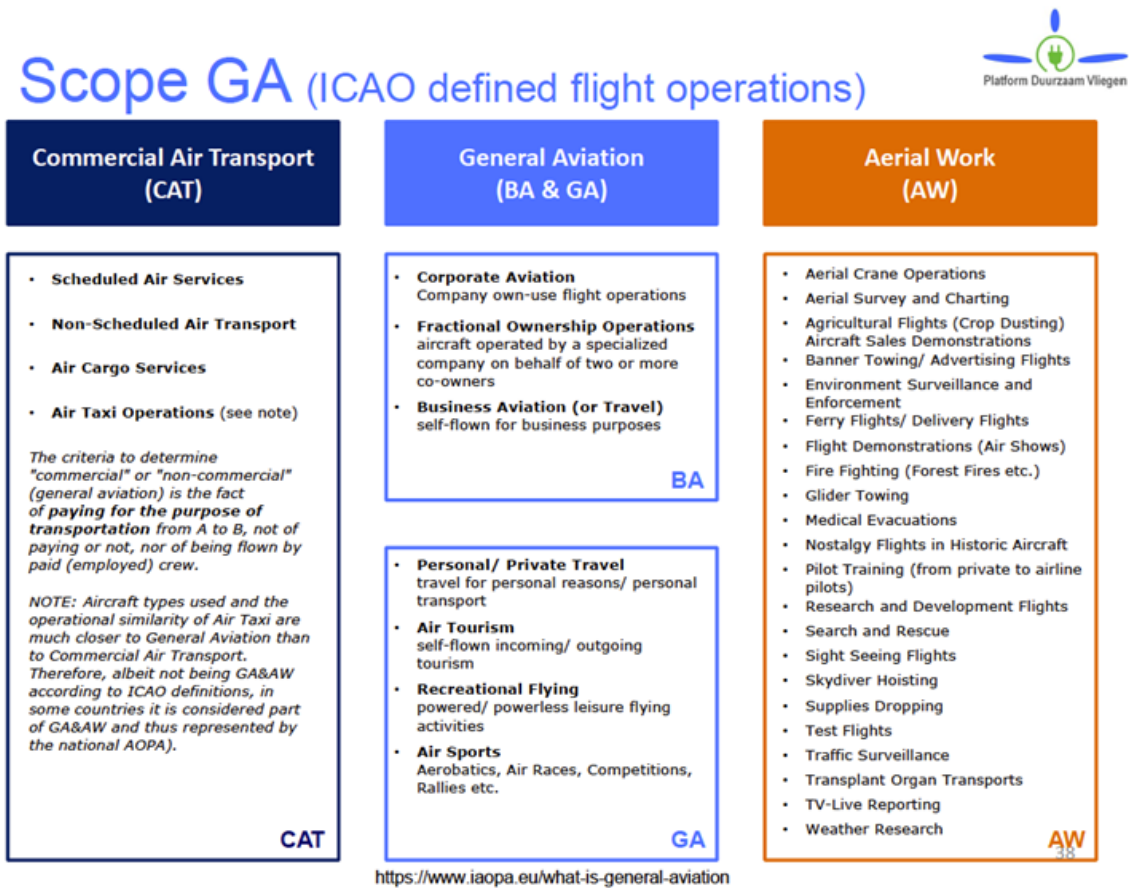 Platform Duurzaam Vliegen
Scope GA (ICAO defined flight operations)
Commercial Air Transport
(CAT)
• Scheduled Air Services
• Non-Scheduled Air Transport
• Air Cargo Services
• Air Taxi Operations (see note)
The criteria to determine
"commercial" or "non-commercial"
(general aviation) is the fact
of paying for the purpose of
transportation from A to B, not of
paying or not, nor of being flown by
paid (employed) crew.
NOTE: Aircraft types used and the
operational similarity of Air Taxi are
much closer to General Aviation than
to Commercial Air Transport.
Therefore, albeit not being GA&AW
according to ICAO definitions, in
some countries it is considered part
of GA&AW and thus represented by
the national AOPA).
CAT
General Aviation
(BA & GA)
• Corporate Aviation
Company own-use flight operations
• Fractional Ownership Operations
aircraft operated by a specialized
company on behalf of two or more
co-owners
• Business Aviation (or Travel)
self-flown for business purposes
BA
• Personal/ Private Travel
travel for personal reasons/ personal
transport
• Air Tourism
self-flown incoming/ outgoing
tourism
• Recreational Flying
powered/ powerless leisure flying
activities
• Air Sports
Aerobatics, Air Races, Competitions,
Rallies etc.
GA
Aerial Work
(AW)
• Aerial Crane Operations
• Aerial Survey and Charting
• Agricultural Flights (Crop Dusting)
Aircraft Sales Demonstrations
• Banner Towing/ Advertising Flights
• Environment Surveillance and
Enforcement
• Ferry Flights/ Delivery Flights
• Flight Demonstrations (Air Shows)
• Fire Fighting (Forest Fires etc.)
• Glider Towing
• Medical Evacuations
• Nostalgy Flights in Historic Aircraft
• Pilot Training (from private to airline
pilots)
• Research and Development Flights
• Search and Rescue
• Sight Seeing Flights
• Skydiver Hoisting
• Supplies Dropping
• Test Flights
• Traffic Surveillance
• Transplant Organ Transports
• TV-Live Reporting
• Weather Research
AW
38
https://www.iaopa.eu/what-is-general-aviation